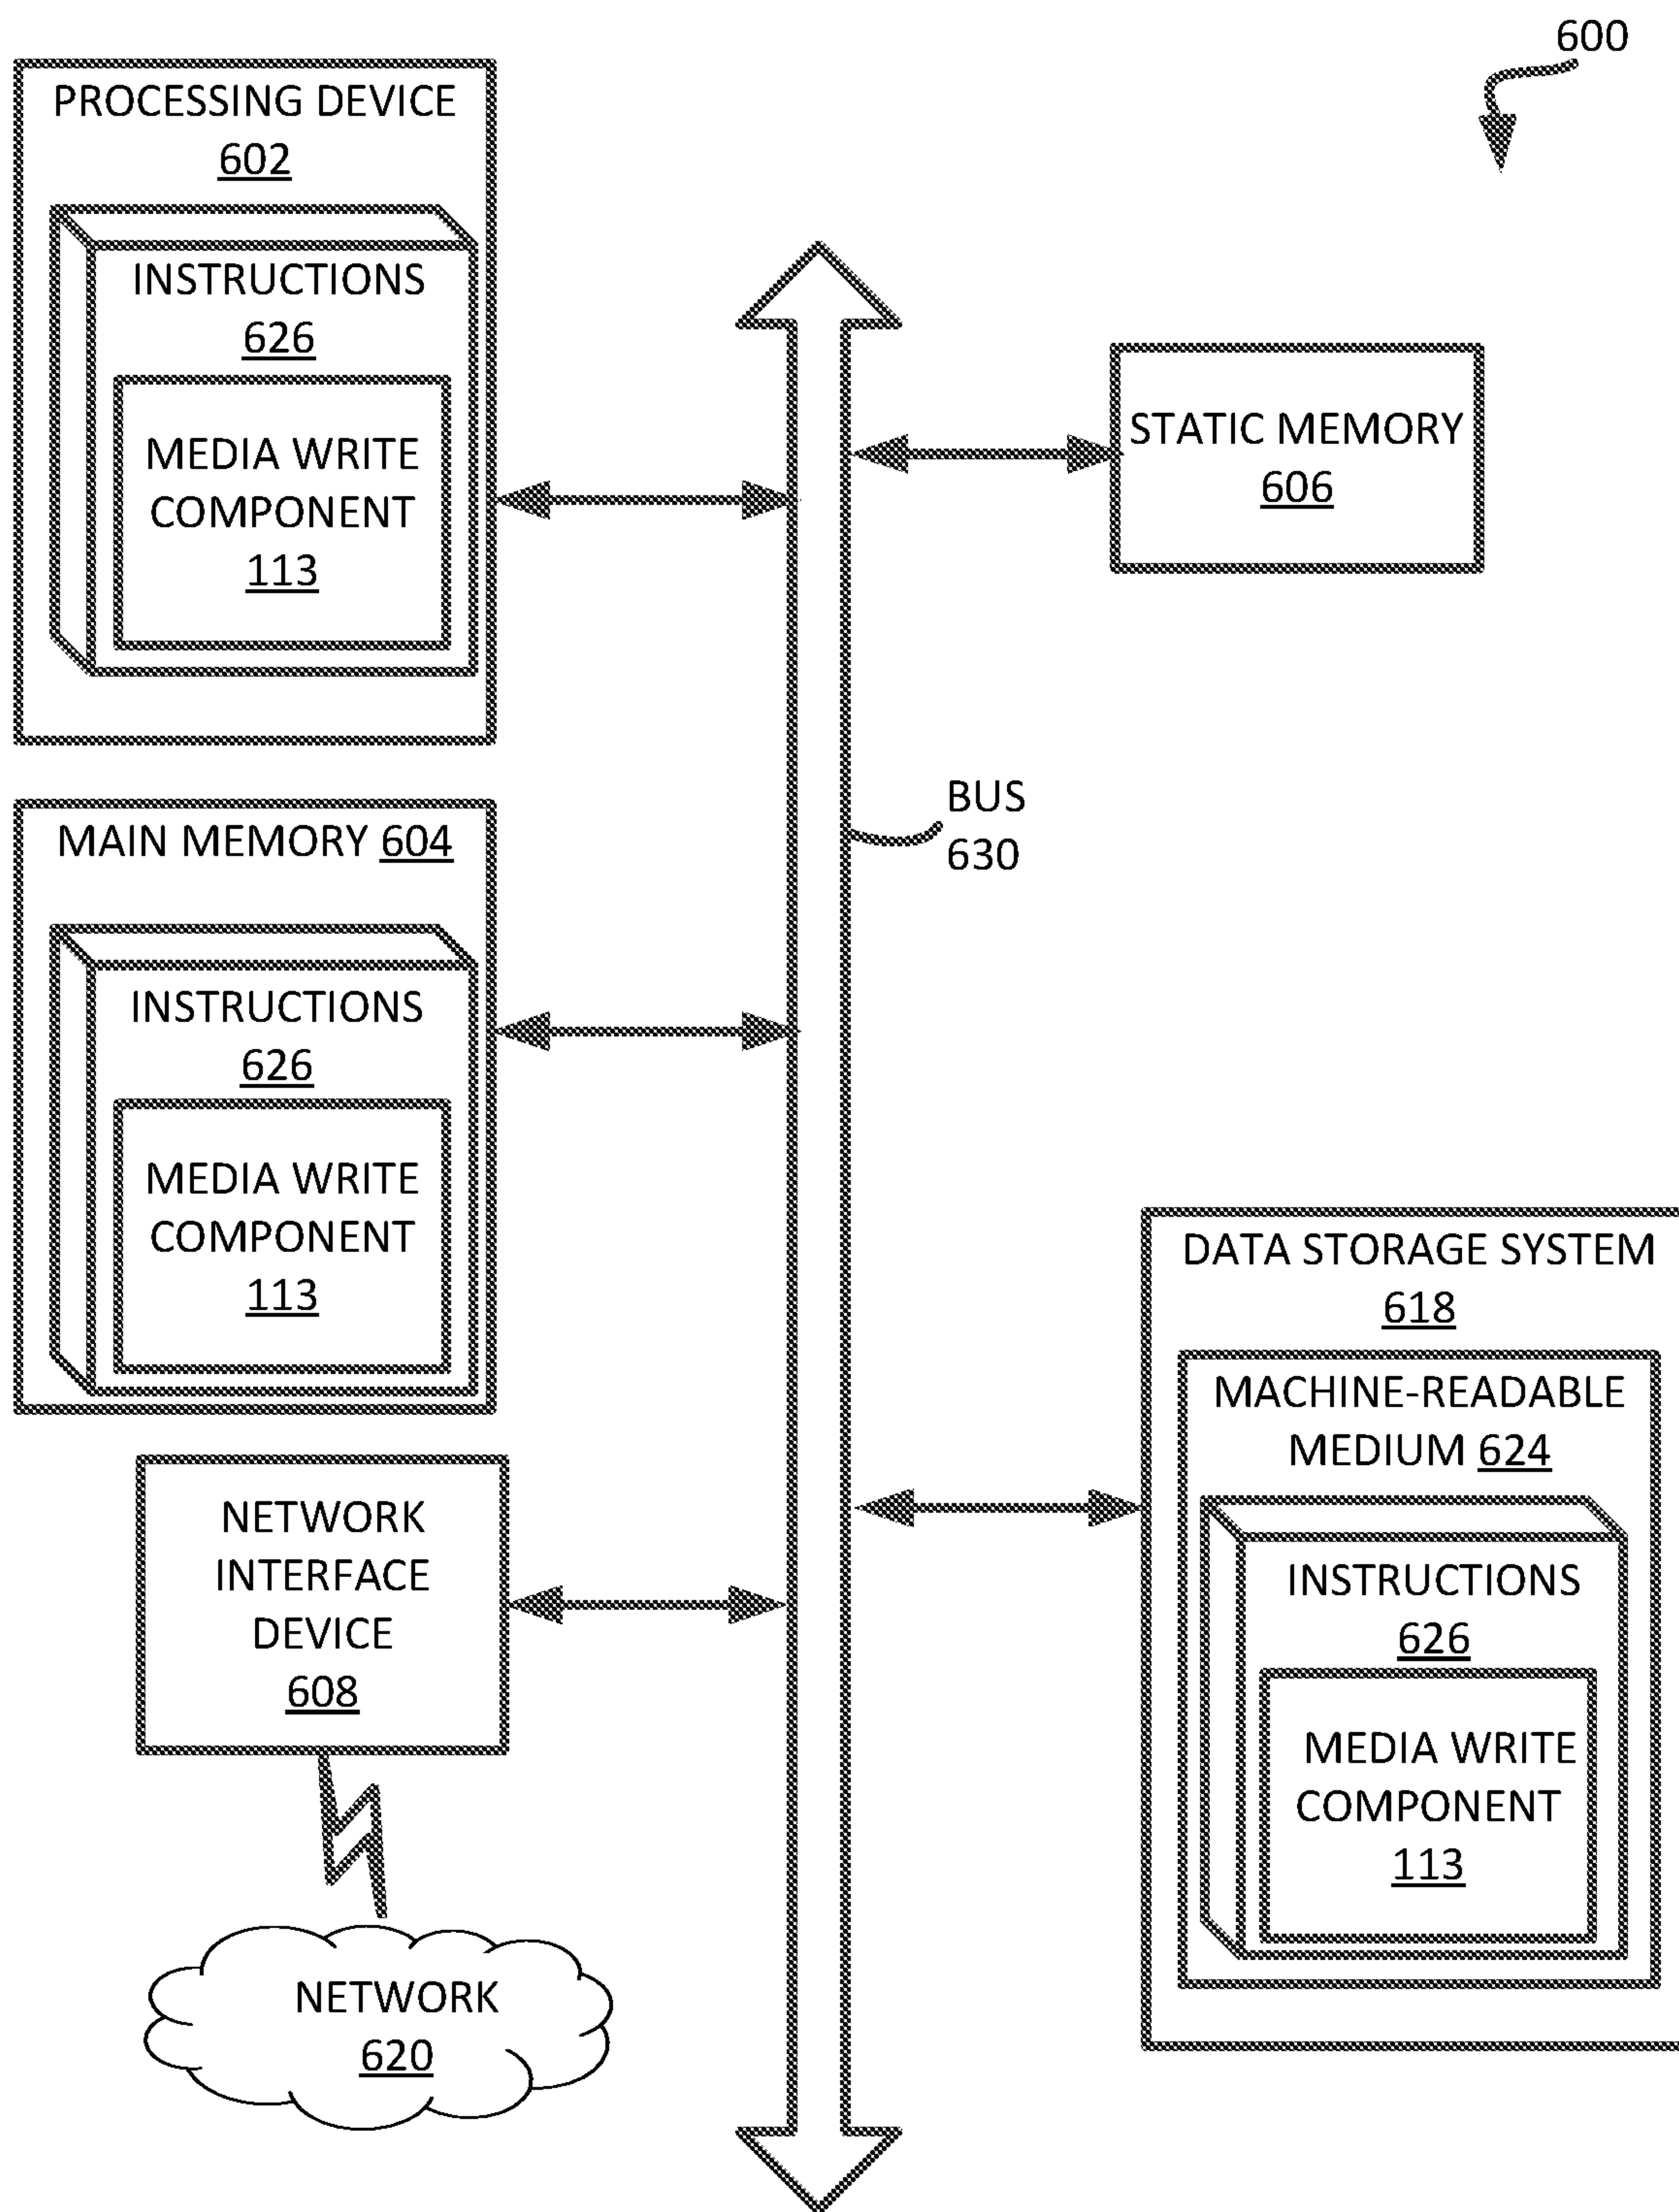 600
PROCESSING DEVICE
602
INSTRUCTIONS
626
MEDIA WRITE
COMPONENT
113
STATIC MEMORY
606
BUS
630
MAIN MEMORY 604
INSTRUCTIONS
626
MEDIA WRITE
COMPONENT
113
DATA STORAGE SYSTEM
618
MACHINE-READABLE
MEDIUM 624
INSTRUCTIONS
626
MEDIA WRITE
COMPONENT
113
NETWORK
INTERFACE
DEVICE
608
NETWORK
620